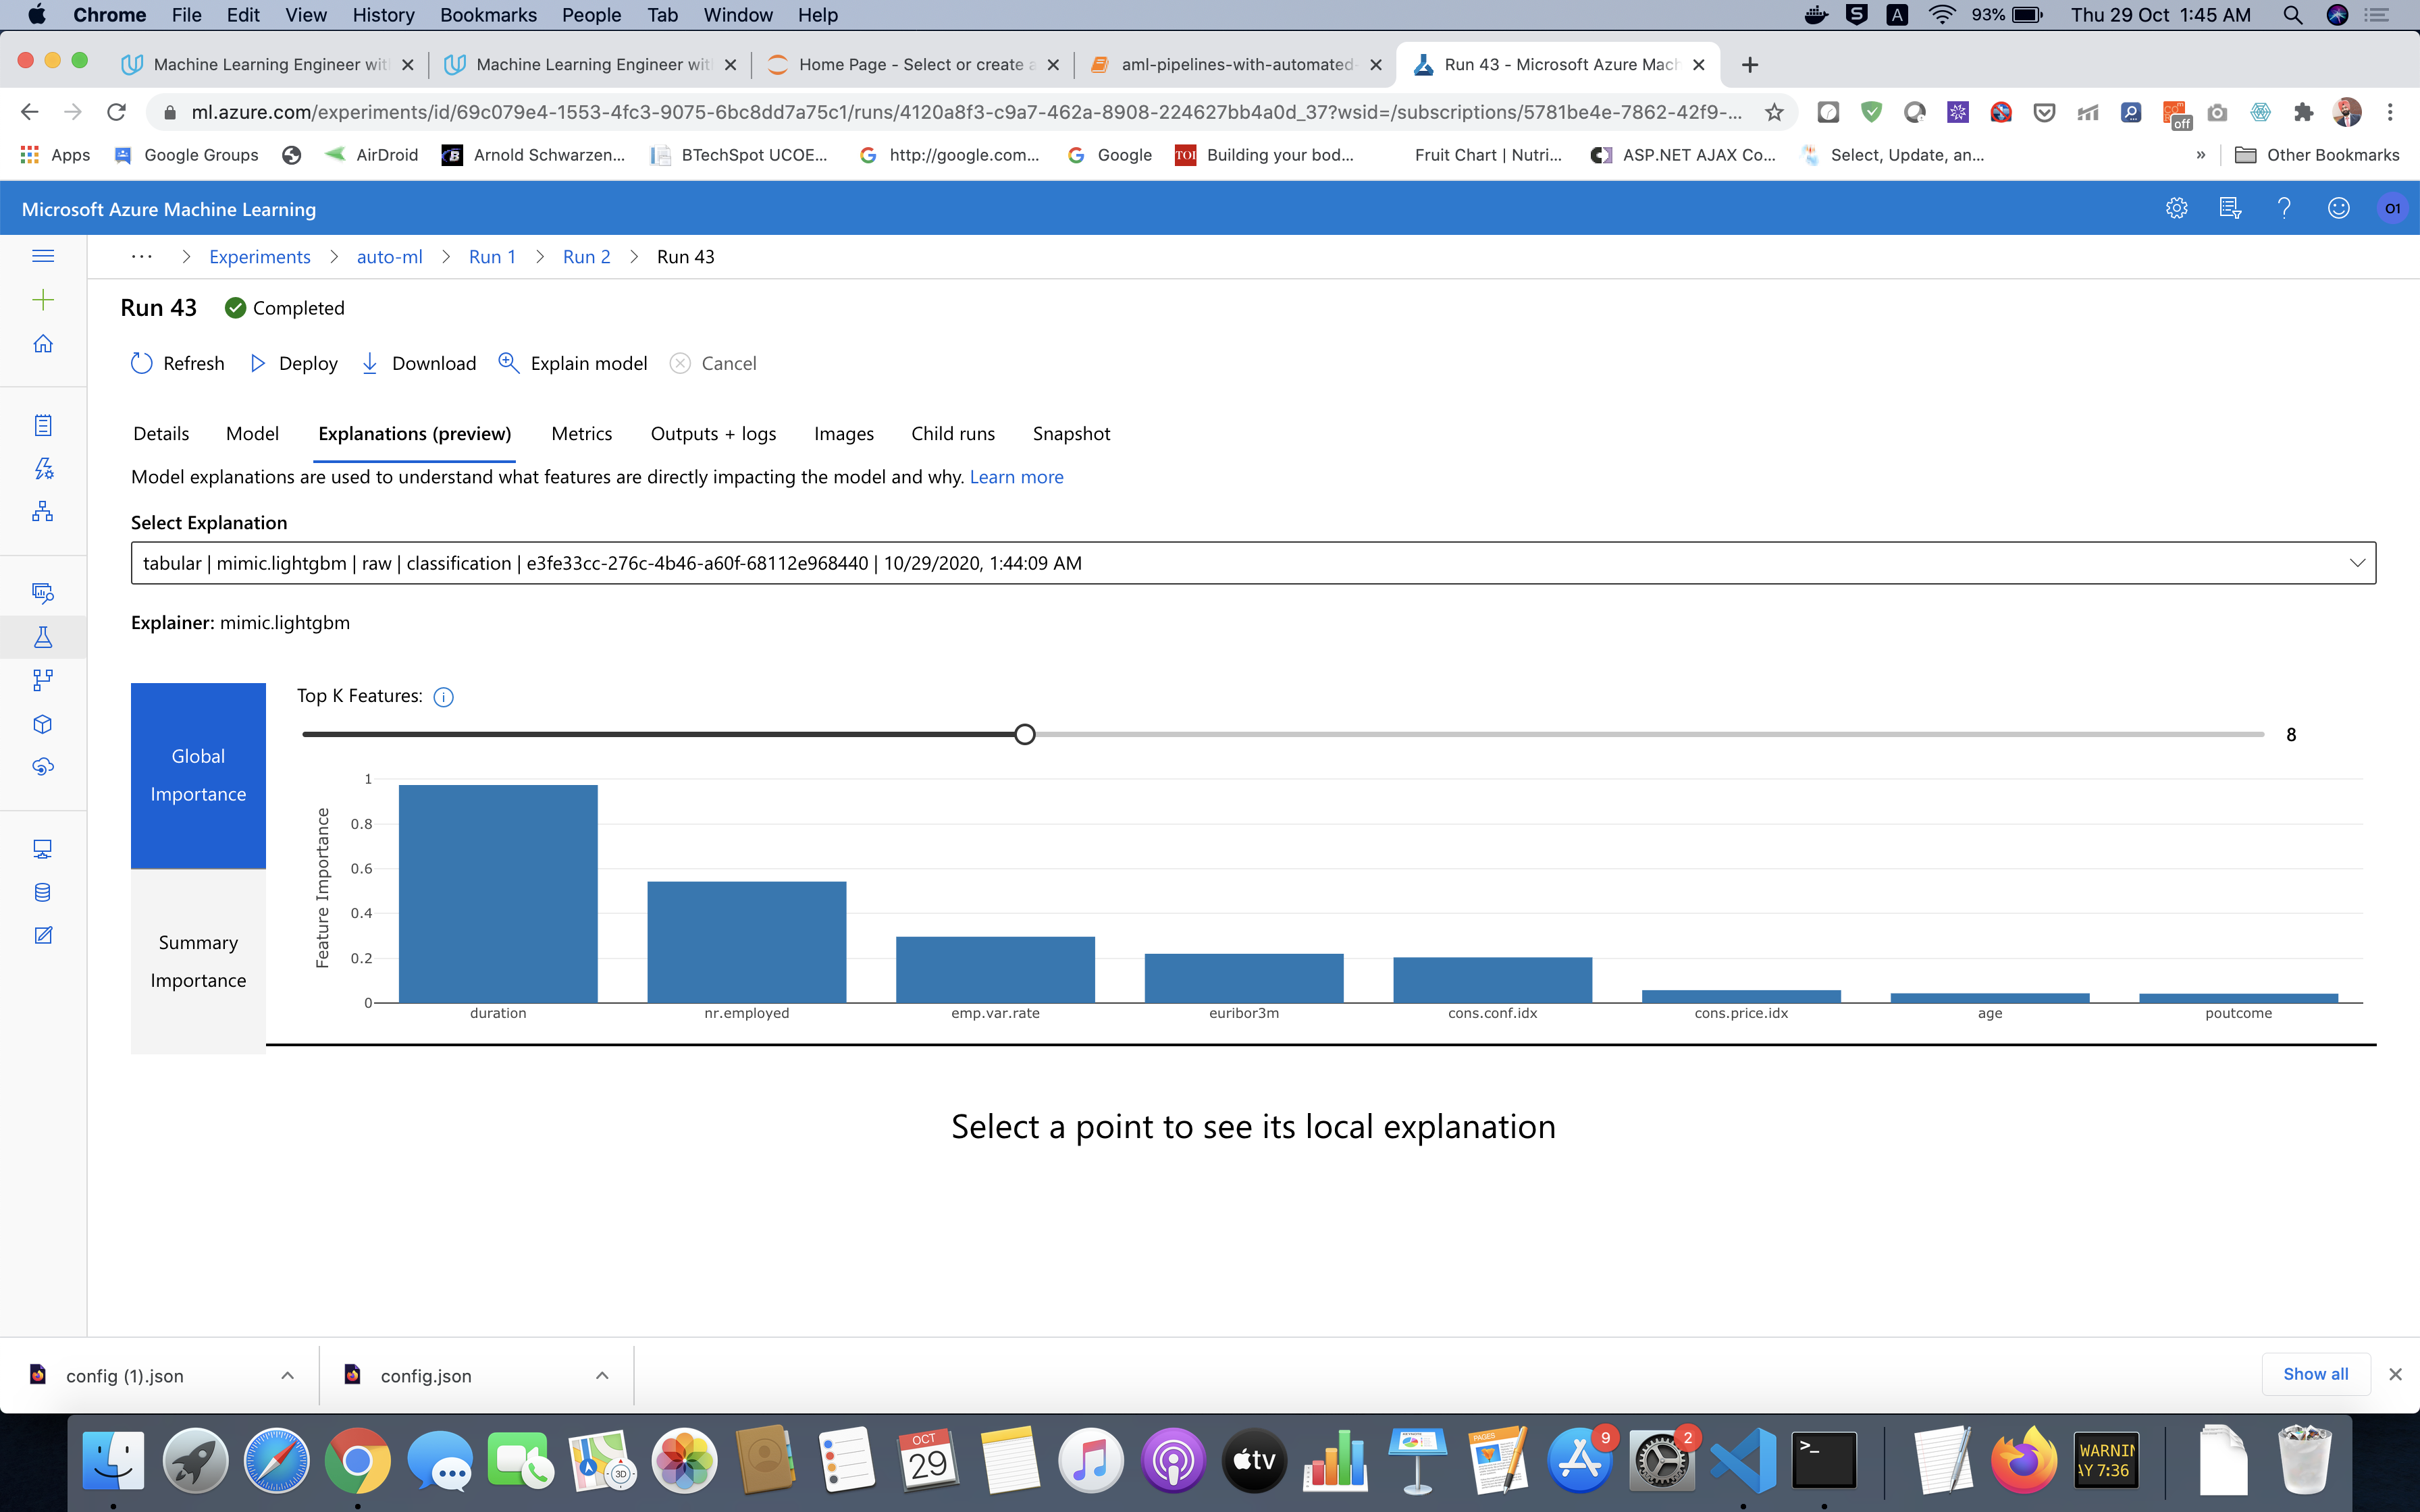 Chrome File Edit View History Bookmarks People Tab Window Help
S A 93% Thu 29 Oct 1:45 AM
Machine Learning Engineer wit
Machine Learning Engineer wit
Home Page - Select or create a
aml-pipelines-with-automated-
Run 43 - Microsoft Azure Mach
ml.azure.com/experiments/id/69c079e4-1553-4fc3-9075-6bc8dd7a75c1/runs/4120a8f3-c9a7-462a-8908-224627bb4a0d_37?wsid=/subscriptions/5781be4e-7862-42f9-...
off
Apps Google Groups AirDroid Arnold Schwarzen... BTechSpot UCOE... http://google.com... Google TOI Building your bod... Fruit Chart | Nutri... ASP.NET AJAX Co... Select, Update, an... » Other Bookmarks
Microsoft Azure Machine Learning
O1
... > Experiments > auto-ml > Run 1 > Run 2 > Run 43
Run 43 Completed
Refresh Deploy Download Explain model Cancel
Details Model Explanations (preview) Metrics Outputs + logs Images Child runs Snapshot
Model explanations are used to understand what features are directly impacting the model and why. Learn more
Select Explanation
tabular | mimic.lightgbm | raw | classification | e3fe33cc-276c-4b46-a60f-68112e968440 | 10/29/2020, 1:44:09 AM
Explainer: mimic.lightgbm
Global
Importance
Summary
Importance
Top K Features:
8
Feature Importance
1
0.8
0.6
0.4
0.2
0
duration nr.employed emp.var.rate euribor3m cons.conf.idx cons.price.idx age poutcome
Select a point to see its local explanation
config (1).json
config.json
Show all
3D
OCT
29
tv
PAGES
9
2
>_
WARNIN
AY 7:36